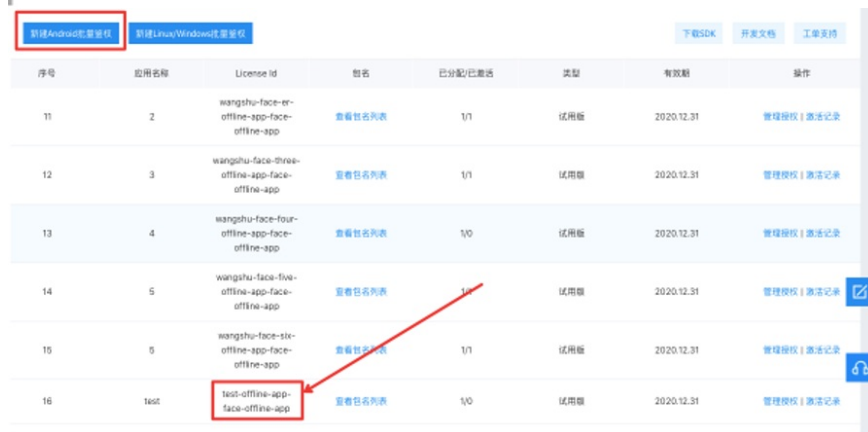 新建Android批量鉴权 新建Linux/Windows批量鉴权 下载SDK 开发文档 工单支持
序号 应用名称 License Id 包名 已分配/已激活 类型 有效期 操作
wangshu-face-er-
11 2 offline-app-face- 查看包名列表 1/1 试用版 2020.12.31 管理授权 | 激活记录
offline-app
wangshu-face-three-
12 3 offline-app-face- 查看包名列表 1/1 试用版 2020.12.31 管理授权 | 激活记录
offline-app
wangshu-face-four-
13 4 offline-app-face- 查看包名列表 1/0 试用版 2020.12.31 管理授权 | 激活记录
offline-app
wangshu-face-five-
14 5 offline-app-face- 查看包名列表 1/1 试用版 2020.12.31 管理授权 | 激活记录
offline-app
wangshu-face-six-
15 6 offline-app-face- 查看包名列表 1/1 试用版 2020.12.31 管理授权 | 激活记录
offline-app
test-offline-app-
16 test 查看包名列表 1/0 试用版 2020.12.31 管理授权 | 激活记录
face-offline-app